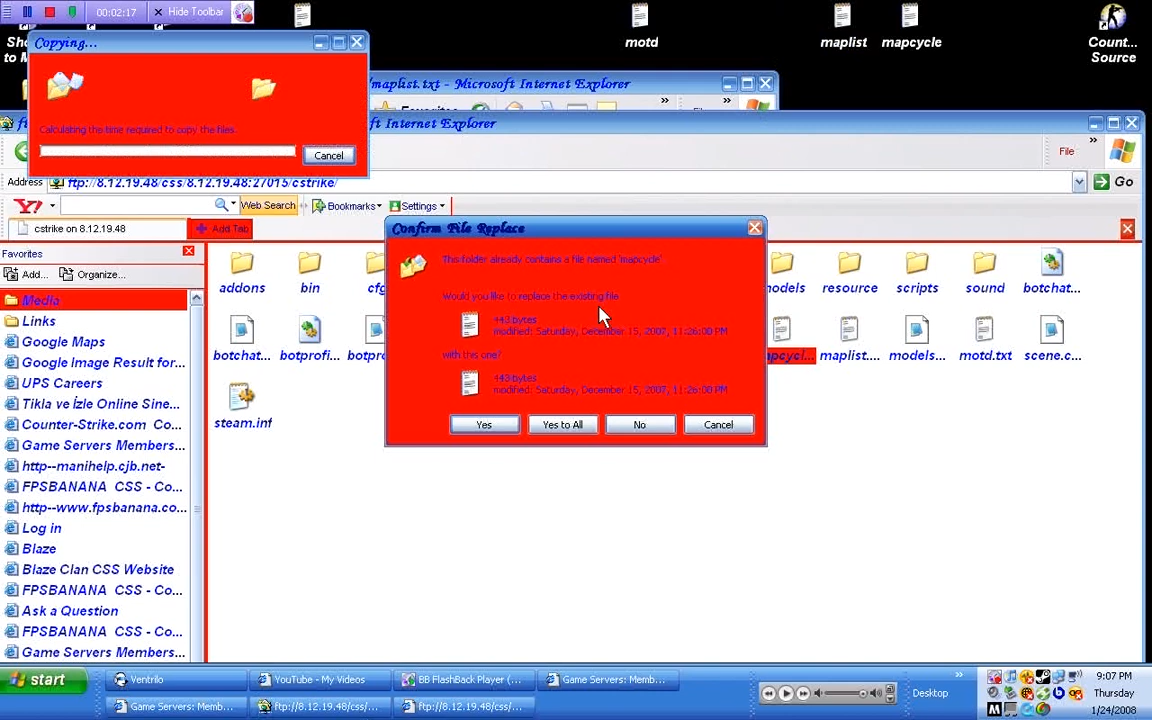 00:02:17
Hide Toolbar
motd
maplist
mapcycle
Count...
Source
Sho
to M
Copying...
Calculating the time required to copy the files
Cancel
/maplist.txt - Microsoft Internet Explorer
Favorites
»
ft Internet Explorer
File
»
Address
ftp://8.12.19.48/css/8.12.19.48:27015/cstrike/
Go
Y!
Web Search
Bookmarks
Settings
cstrike on 8.12.19.48
Add Tab
Favorites
Add...
Organize...
Media
Links
Google Maps
Google Image Result for...
UPS Careers
Tikla ve İzle Online Sine...
Counter-Strike.com Co...
Game Servers Members...
http--manihelp.cjb.net-
FPSBANANA CSS - Co...
http--www.fpsbanana.co...
Log in
Blaze
Blaze Clan CSS Website
FPSBANANA CSS - Co...
Ask a Question
FPSBANANA CSS - Co...
Game Servers Members...
addons
bin
cfg
odels
resource
scripts
sound
botchat...
botchat...
botprofi...
botpro
apcycl...
maplist....
models...
motd.txt
scene.c...
steam.inf
Confirm File Replace
This folder already contains a file named 'mapcycle'
Would you like to replace the existing file
443 bytes
modified: Saturday, December 15, 2007, 11:26:00 PM
with this one?
443 bytes
modified: Saturday, December 15, 2007, 11:26:00 PM
Yes
Yes to All
No
Cancel
start
Ventrilo
YouTube - My Videos
BB FlashBack Player (...
Game Servers: Memb...
Game Servers: Memb...
ftp://8.12.19.48/css/...
ftp://8.12.19.48/css/...
Desktop
»
9:07 PM
Thursday
1/24/2008